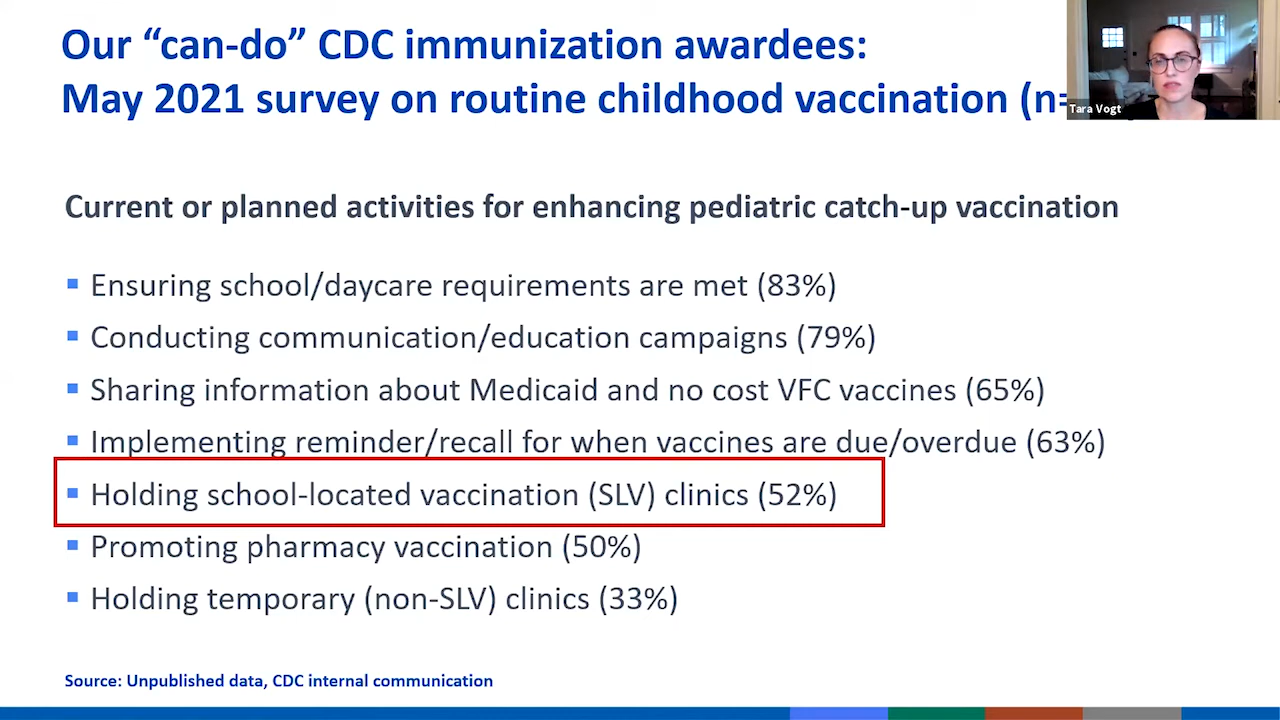 Our “can-do” CDC immunization awardees:
May 2021 survey on routine childhood vaccination (n=
Tara Vogt
Current or planned activities for enhancing pediatric catch-up vaccination
▪ Ensuring school/daycare requirements are met (83%)
▪ Conducting communication/education campaigns (79%)
▪ Sharing information about Medicaid and no cost VFC vaccines (65%)
▪ Implementing reminder/recall for when vaccines are due/overdue (63%)
▪ Holding school-located vaccination (SLV) clinics (52%)
▪ Promoting pharmacy vaccination (50%)
▪ Holding temporary (non-SLV) clinics (33%)
Source: Unpublished data, CDC internal communication